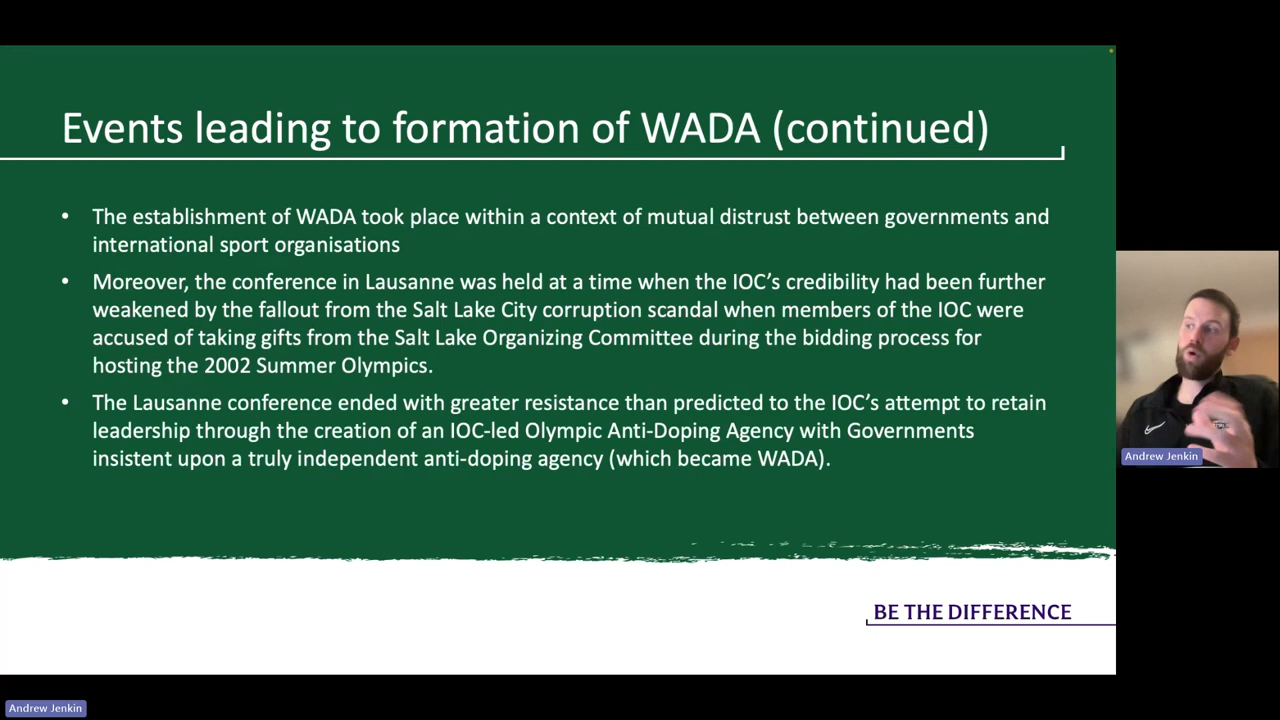 Events leading to formation of WADA (continued)
• The establishment of WADA took place within a context of mutual distrust between governments and
international sport organisations
• Moreover, the conference in Lausanne was held at a time when the IOC’s credibility had been further
weakened by the fallout from the Salt Lake City corruption scandal when members of the IOC were
accused of taking gifts from the Salt Lake Organizing Committee during the bidding process for
hosting the 2002 Summer Olympics.
• The Lausanne conference ended with greater resistance than predicted to the IOC’s attempt to retain
leadership through the creation of an IOC-led Olympic Anti-Doping Agency with Governments
insistent upon a truly independent anti-doping agency (which became WADA).
BE THE DIFFERENCE
Andrew Jenkin
Andrew Jenkin